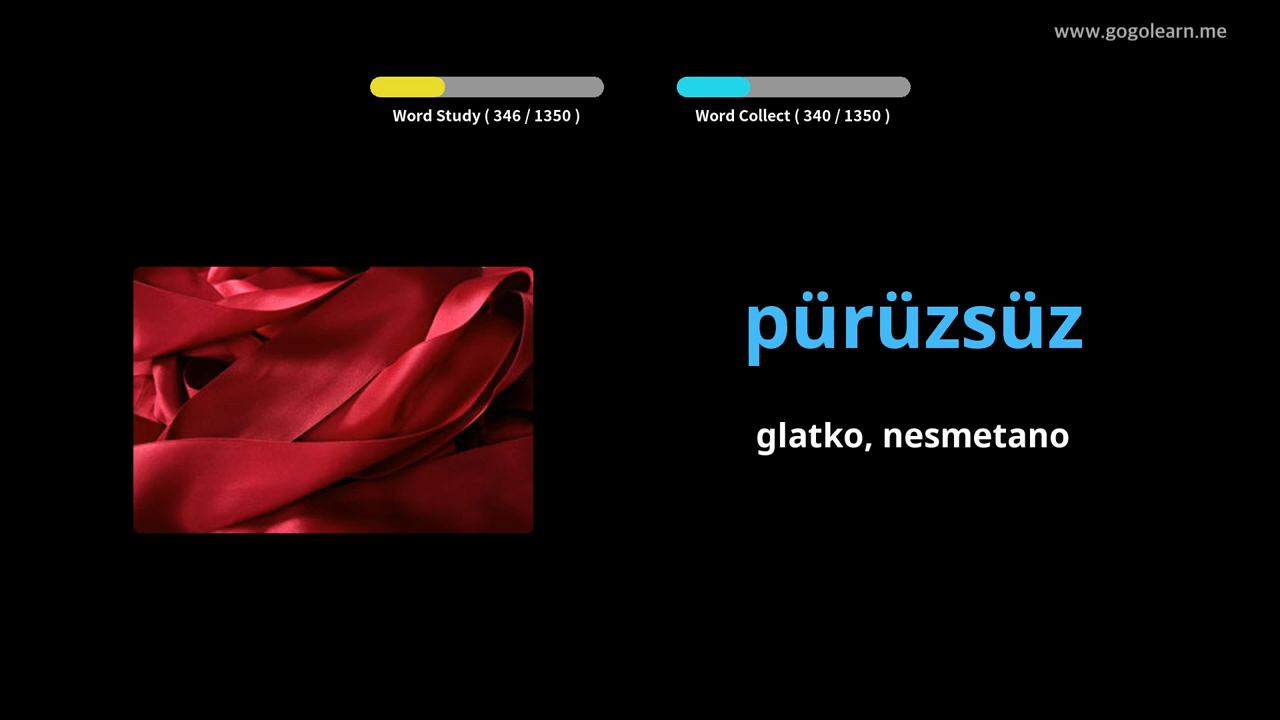 www.gogolearn.me
Word Study ( 346 / 1350 )
Word Collect ( 340 / 1350 )
pürüzsüz
glatko, nesmetano